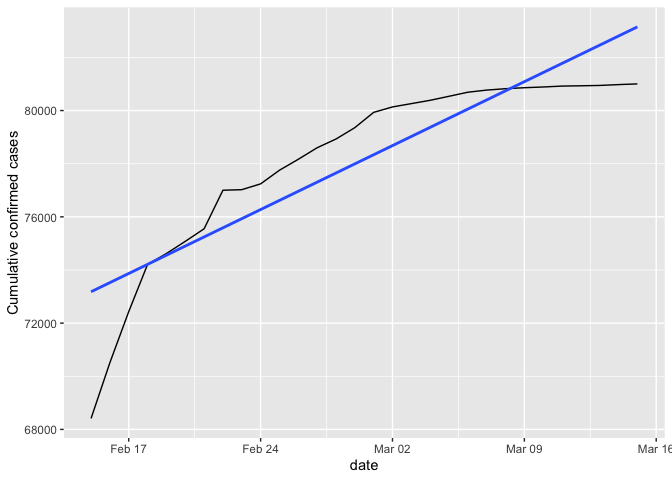 Cumulative confirmed cases
80000
76000
72000
68000
Feb 17 Feb 24 Mar 02 Mar 09 Mar 16
date